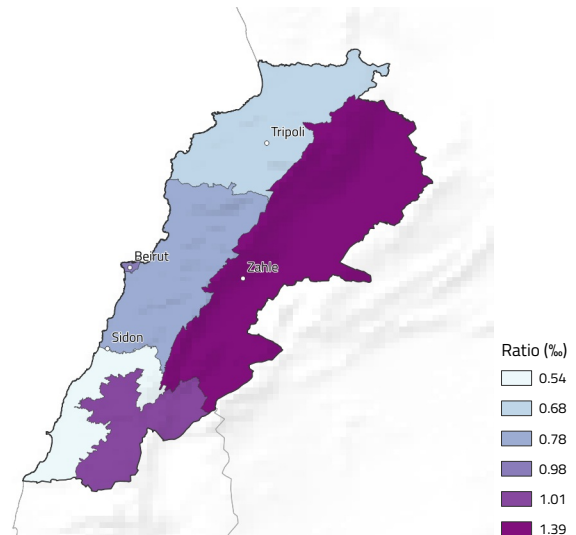 Tripoli
Beirut
Zahle
Sidon
Ratio (‰)
0.54
0.68
0.78
0.98
1.01
1.39